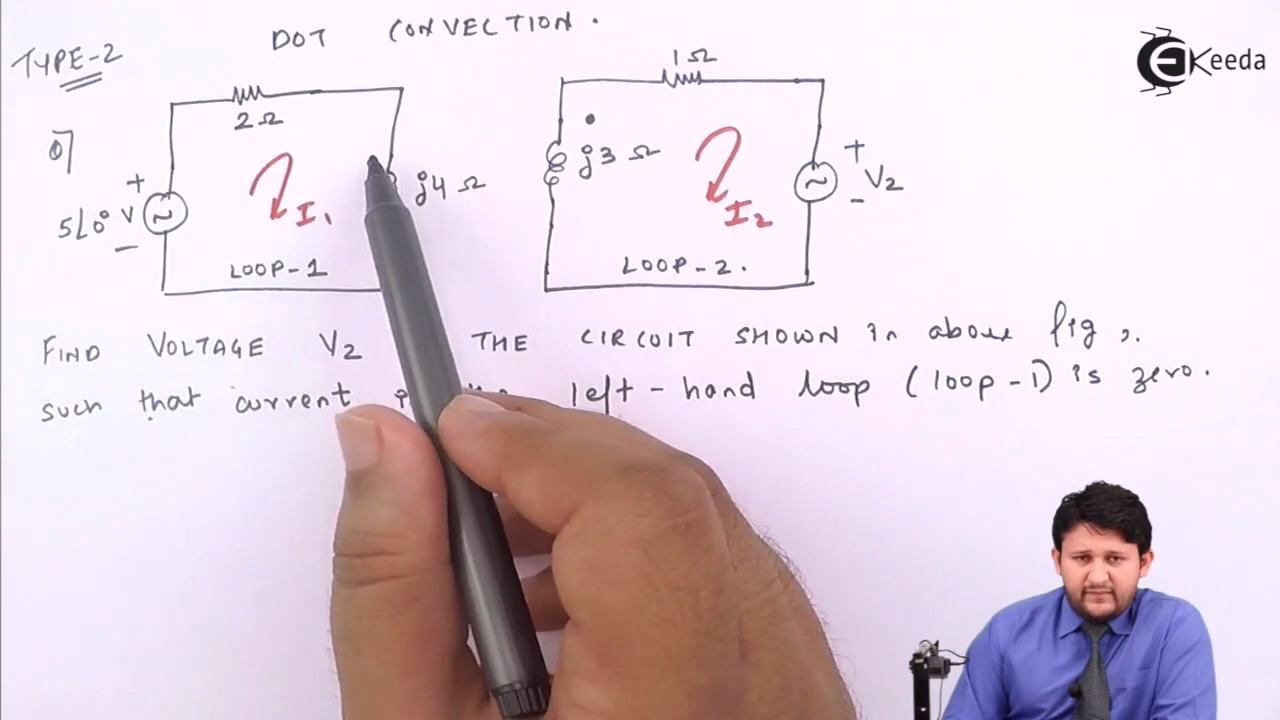 DOT CONVECTION.
EKeeda
TYPE-2
Q]
2Ω
5∠0° V
+
-
I₁
LOOP-1
j4 Ω
1Ω
j3 Ω
I₂
LOOP-2.
+
V₂
-
FIND VOLTAGE V₂ THE CIRCUIT SHOWN in above fig,.
such that current left-hand loop (loop-1) is zero.